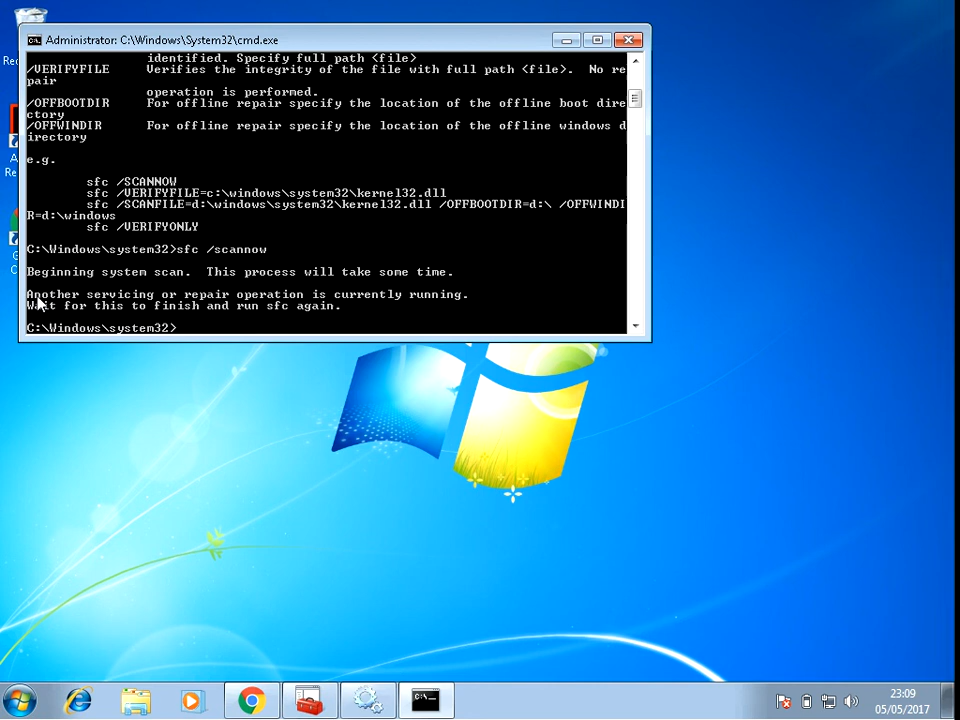 Administrator: C:\Windows\System32\cmd.exe
identified. Specify full path <file>
/VERIFYFILE Verifies the integrity of the file with full path <file>. No re
pair
operation is performed.
/OFFBOOTDIR For offline repair specify the location of the offline boot dire
ctory
/OFFWINDIR For offline repair specify the location of the offline windows d
irectory
e.g.
sfc /SCANNOW
sfc /VERIFYFILE=c:\windows\system32\kernel32.dll
sfc /SCANFILE=d:\windows\system32\kernel32.dll /OFFBOOTDIR=d:\ /OFFWINDI
R=d:\windows
sfc /VERIFYONLY
C:\Windows\system32>sfc /scannow
Beginning system scan. This process will take some time.
Another servicing or repair operation is currently running.
Wait for this to finish and run sfc again.
C:\Windows\system32>
23:09
05/05/2017